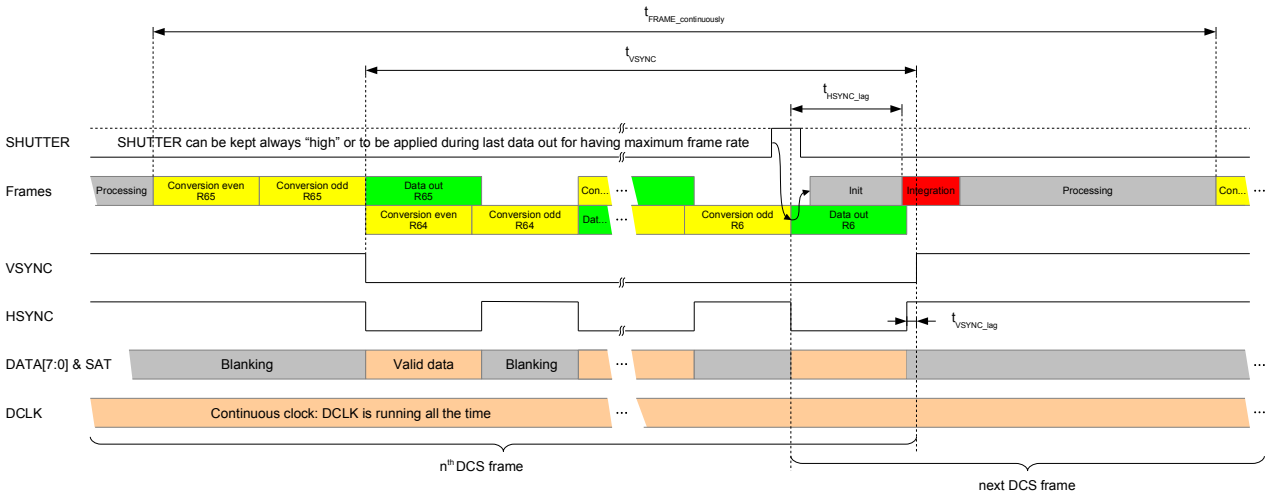 tFRAME_continuously
tVSYNC
tHSYNC_lag
SHUTTER
SHUTTER can be kept always “high” or to be applied during last data out for having maximum frame rate
Frames
Processing
Conversion even
R65
Conversion odd
R65
Data out
R65
Con...
...
Init
Integration
Processing
Con...
...
Conversion even
R64
Conversion odd
R64
Dat...
...
Conversion odd
R6
Data out
R6
VSYNC
HSYNC
tVSYNC_lag
DATA[7:0] & SAT
Blanking
Valid data
Blanking
...
...
DCLK
Continuous clock: DCLK is running all the time
...
...
nth DCS frame
next DCS frame